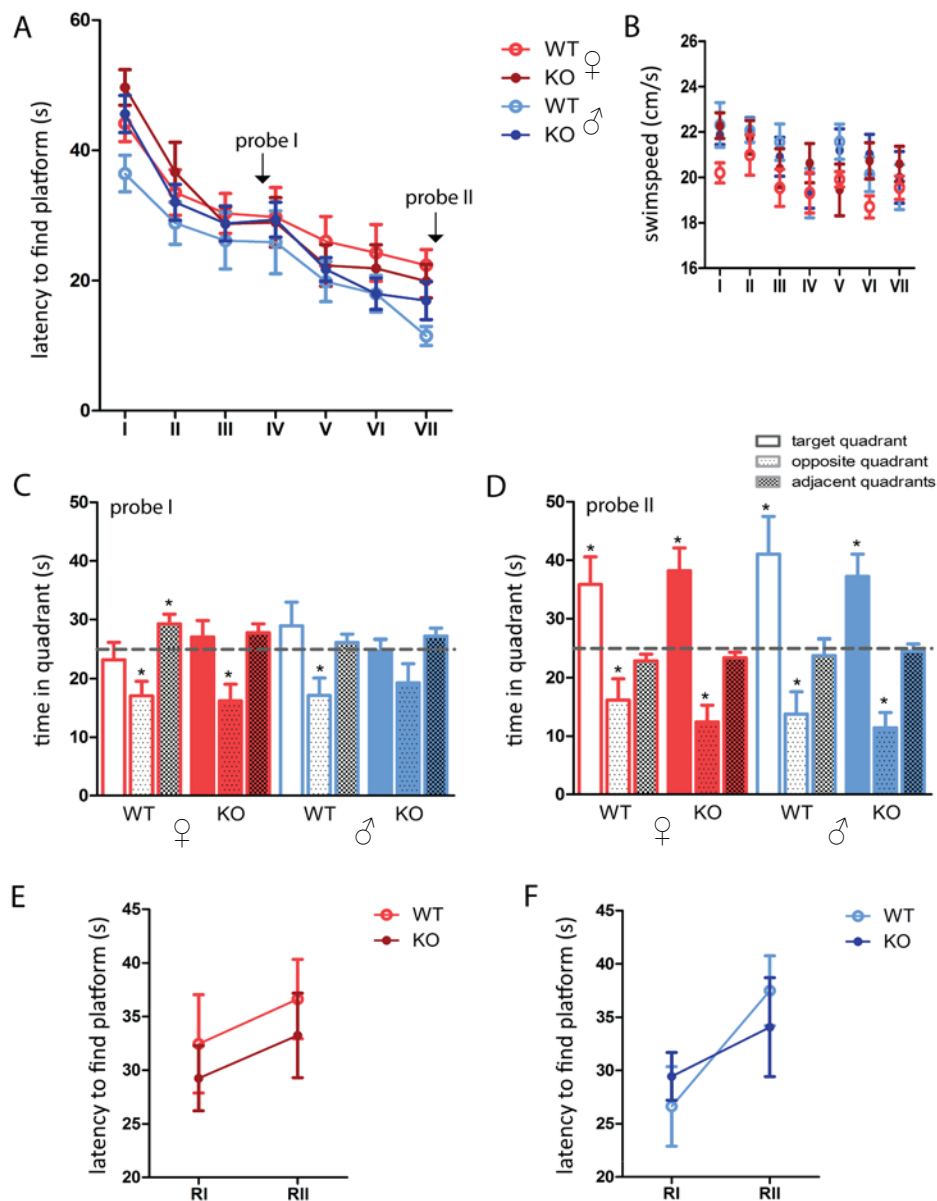 A
60
40
20
0
latency to find platform (s)
probe I
probe II
I II III IV V VI VII
WT ♀
KO
WT ♂
KO
B
24
22
20
18
16
swimspeed (cm/s)
I II III IV V VI VII
target quadrant
opposite quadrant
adjacent quadrants
C
probe I
50
40
30
20
10
0
time in quadrant (s)
* * * * *
WT KO WT KO
♀ ♂
D
probe II
50
40
30
20
10
0
time in quadrant (s)
* * * * * * * *
WT KO WT KO
♀ ♂
E
45
40
35
30
25
20
latency to find platform (s)
WT
KO
RI RII
F
45
40
35
30
25
20
latency to find platform (s)
WT
KO
RI RII